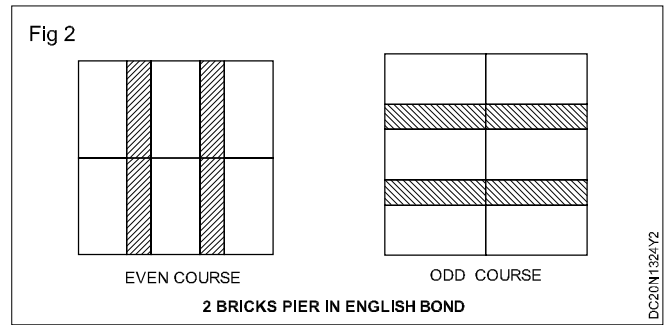 Fig 2
EVEN COURSE
ODD COURSE
2 BRICKS PIER IN ENGLISH BOND
DC20N1324Y2